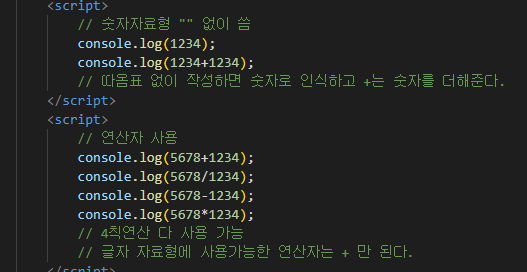 <script>
// 숫자자료형 "" 없이 씀
console.log(1234);
console.log(1234+1234);
// 따옴표 없이 작성하면 숫자로 인식하고 +는 숫자를 더해준다.
</script>
<script>
// 연산자 사용
console.log(5678+1234);
console.log(5678/1234);
console.log(5678-1234);
console.log(5678*1234);
// 4칙연산 다 사용 가능
// 글자 자료형에 사용가능한 연산자는 + 만 된다.
</script>